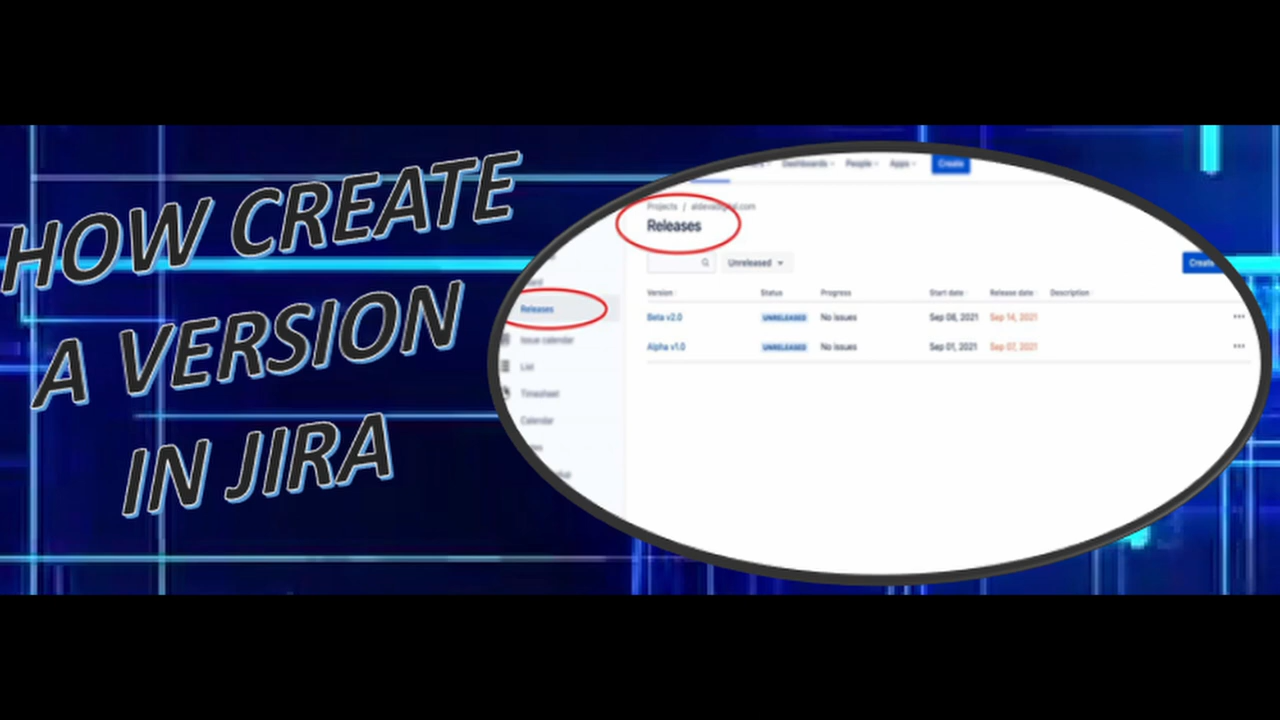 HOW CREATE
A VERSION
IN JIRA
Dashboards People Apps Create
Projects / aldevadigital.com
Releases
Unreleased
Create
Version Status Progress Start date Release date Description
Releases
Beta v2.0 UNRELEASED No issues Sep 08, 2021 Sep 14, 2021
Issue calendar
Alpha v1.0 UNRELEASED No issues Sep 01, 2021 Sep 07, 2021
List
Timesheet
Calendar